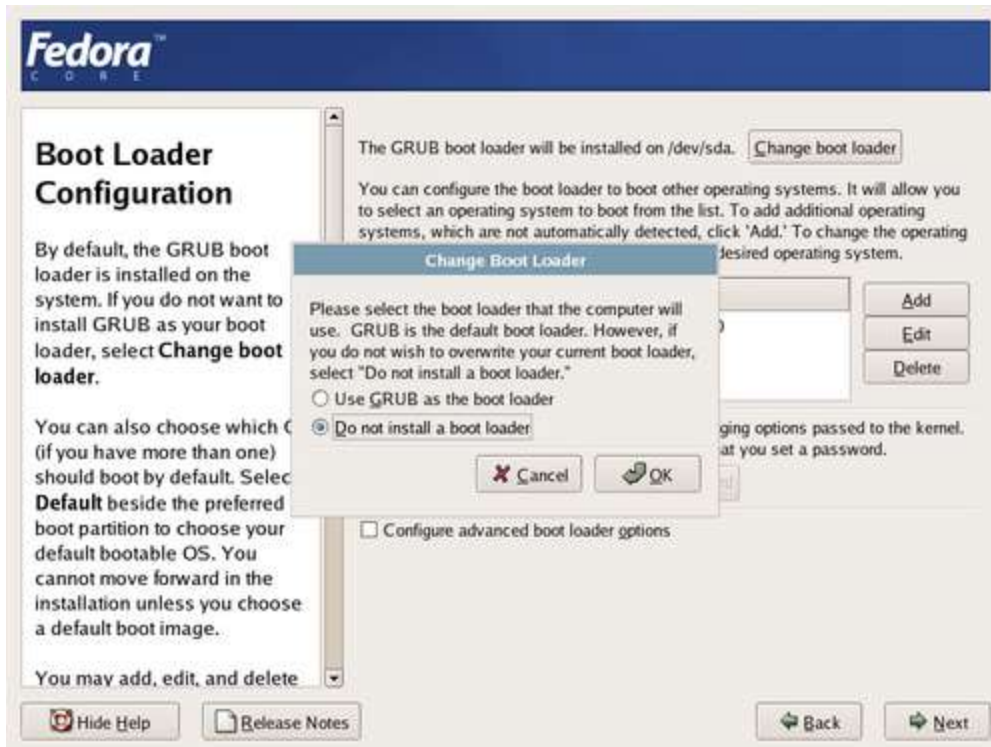 Fedora™
CORE
Boot Loader
Configuration
By default, the GRUB boot
loader is installed on the
system. If you do not want to
install GRUB as your boot
loader, select Change boot
loader.
You can also choose which
(if you have more than one)
should boot by default. Selec
Default beside the preferred
boot partition to choose your
default bootable OS. You
cannot move forward in the
installation unless you choose
a default boot image.
You may add, edit, and delete
The GRUB boot loader will be installed on /dev/sda.
Change boot loader
You can configure the boot loader to boot other operating systems. It will allow you
to select an operating system to boot from the list. To add additional operating
systems, which are not automatically detected, click 'Add.' To change the operating
desired operating system.
Change Boot Loader
Please select the boot loader that the computer will
use. GRUB is the default boot loader. However, if
you do not wish to overwrite your current boot loader,
select "Do not install a boot loader."
Use GRUB as the boot loader
Do not install a boot loader
Cancel
OK
Add
Edit
Delete
ging options passed to the kernel.
at you set a password.
Configure advanced boot loader options
Hide Help
Release Notes
Back
Next